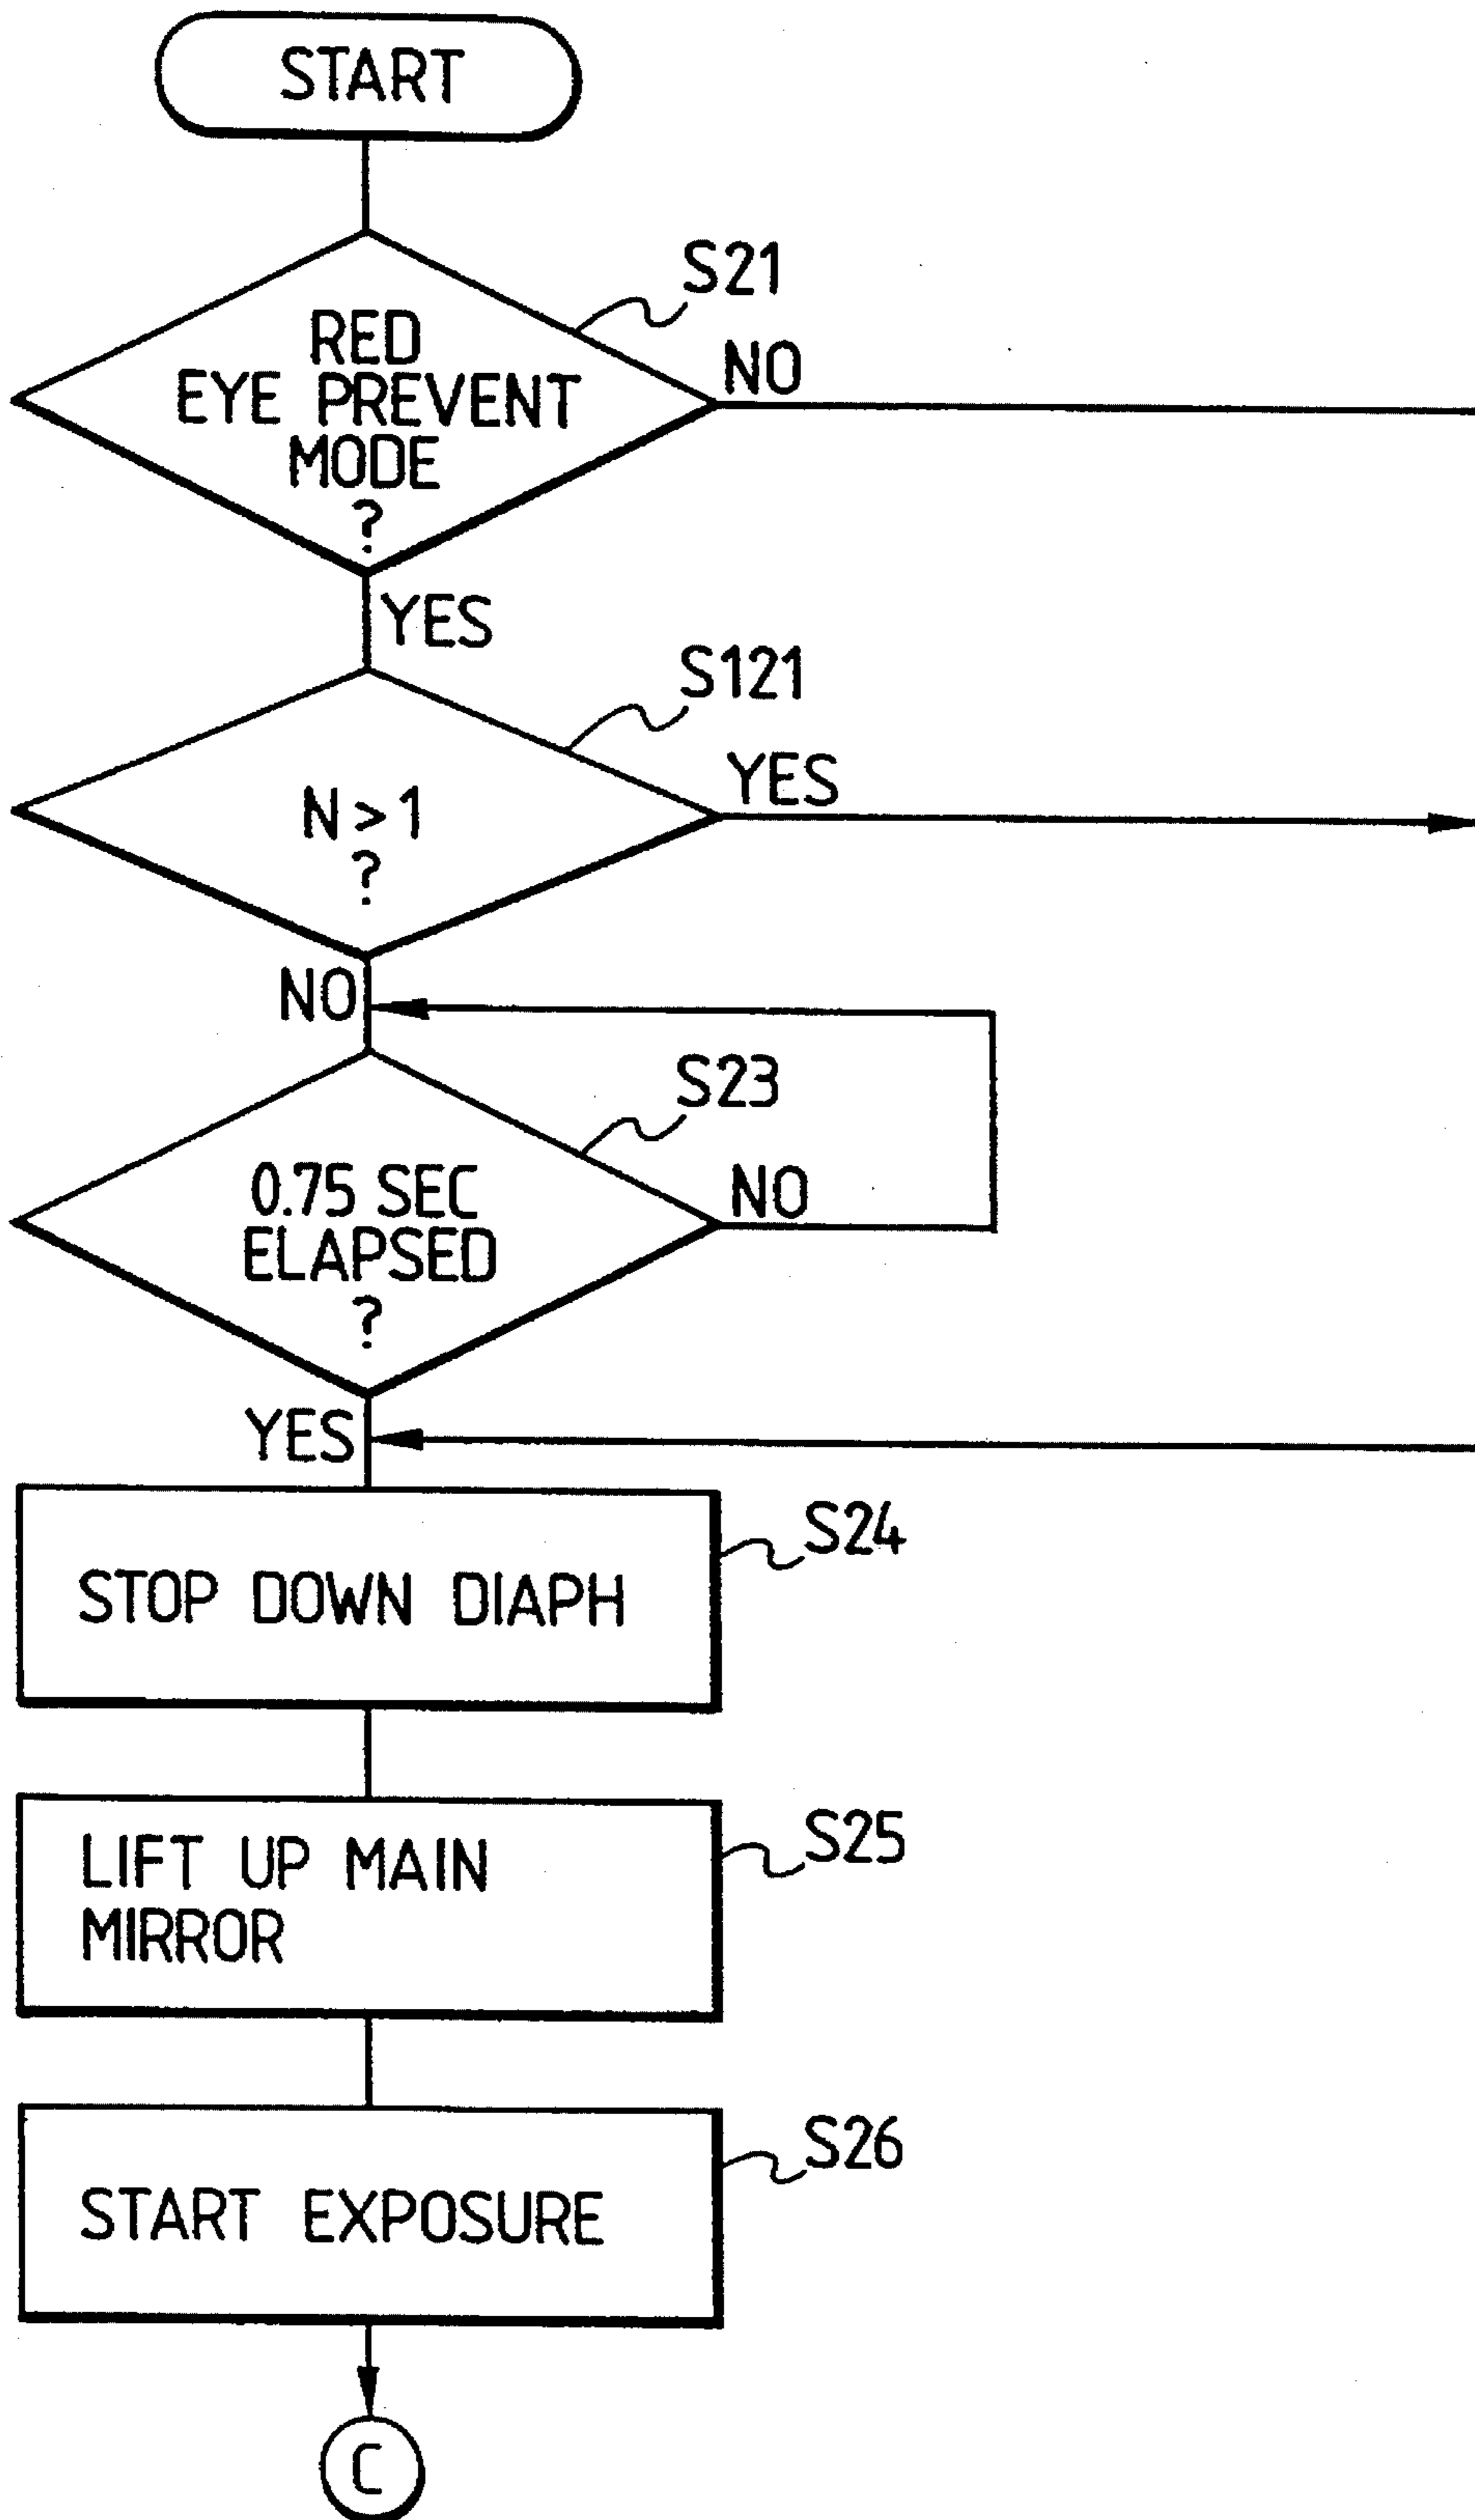 START
S21
RED
EYE PREVENT
MODE
?
NO
YES
S121
N > 1
?
YES
NO
S23
0.75 SEC
ELAPSED
?
NO
YES
S24
STOP DOWN DIAPH
S25
LIFT UP MAIN
MIRROR
S26
START EXPOSURE
C